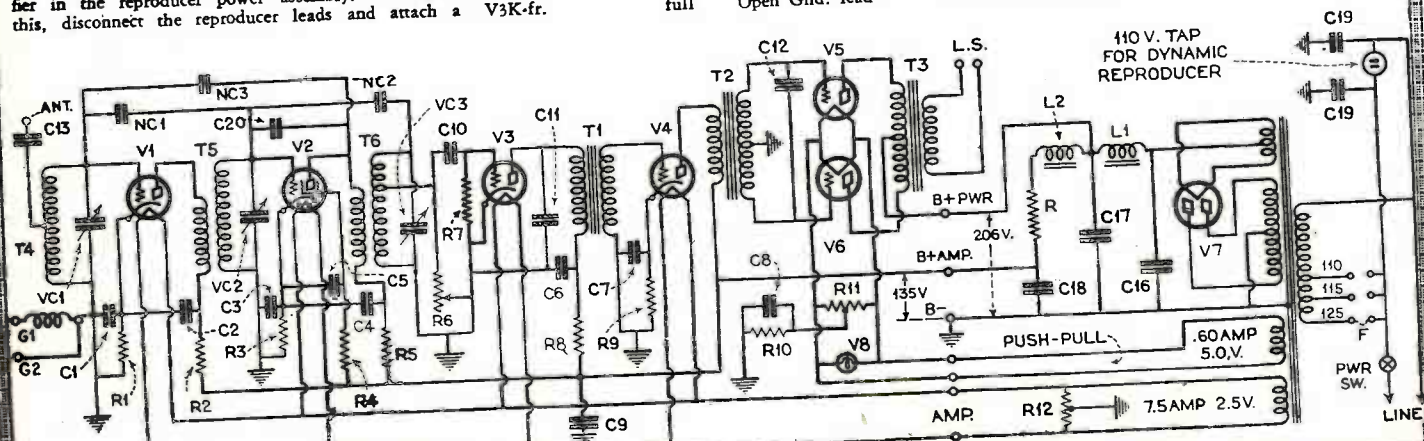 fier in the reproducer power
this, disconnect the reproducer leads and attach a V3K-fr.
full Open Gnd. lead
ANT.
C13
NC3
NC1
C20
NC2
VC3
C10
C11
C12
V5
T3
L.S.
110 V. TAP
FOR DYNAMIC
REPRODUCER
C19
C19
V1
T5
V2
T6
V3
T1
V4
T2
L2
L1
T4
VC1
VC2
C3
C5
R7
R6
C6
C7
V6
B+PWR
206V.
R
C17
V7
G1
G2
C1
R1
C2
R2
R3
R4
C4
R5
R8
R9
C9
C8
R10
R11
V8
B+AMP.
135V
B-
C18
C16
110
115
125
F
PUSH-PULL
.60AMP
5.0,V.
AMP.
R12
7.5AMP 2.5V.
PWR
SW.
LINE